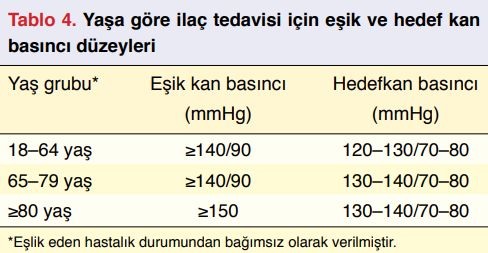 Tablo 4. Yaşa göre ilaç tedavisi için eşik ve hedef kan
basıncı düzeyleri
Yaş grubu* Eşik kan basıncı Hedefkan basıncı
(mmHg) (mmHg)
18–64 yaş ≥140/90 120–130/70–80
65–79 yaş ≥140/90 130–140/70–80
≥80 yaş ≥150 130–140/70–80
*Eşlik eden hastalık durumundan bağımsız olarak verilmiştir.